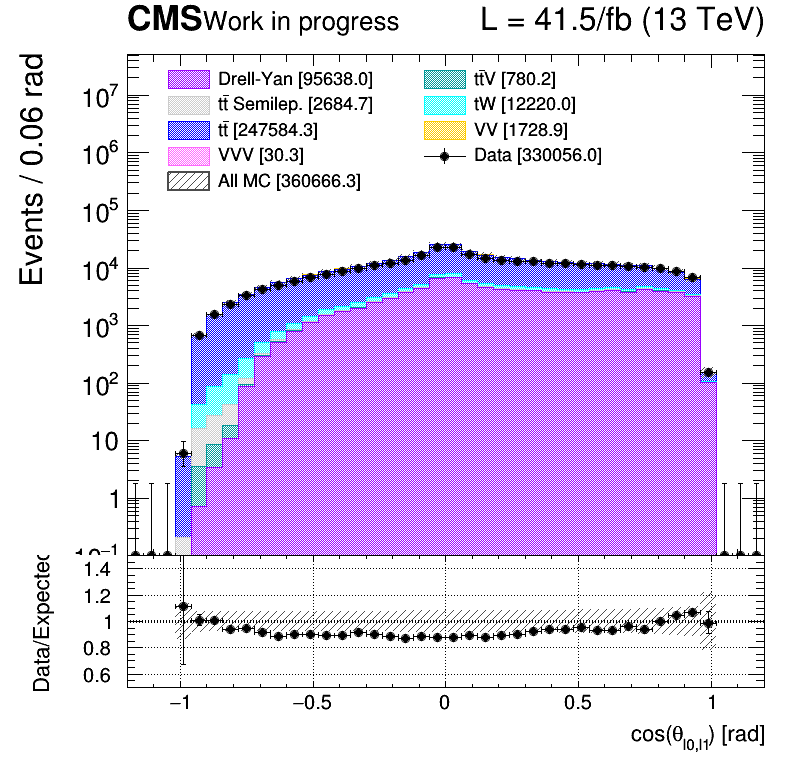 CMS Work in progress L = 41.5/fb (13 TeV)
Events / 0.06 rad
Drell-Yan [95638.0]
tt̄ Semilep. [2684.7]
tt̄ [247584.3]
VVV [30.3]
All MC [360666.3]
tt̄V [780.2]
tW [12220.0]
VV [1728.9]
Data [330056.0]
10⁷
10⁶
10⁵
10⁴
10³
10²
10
1
10⁻¹
Data/Expected
1.4
1.2
1
0.8
0.6
−1 −0.5 0 0.5 1
cos(θ_l0,l1) [rad]